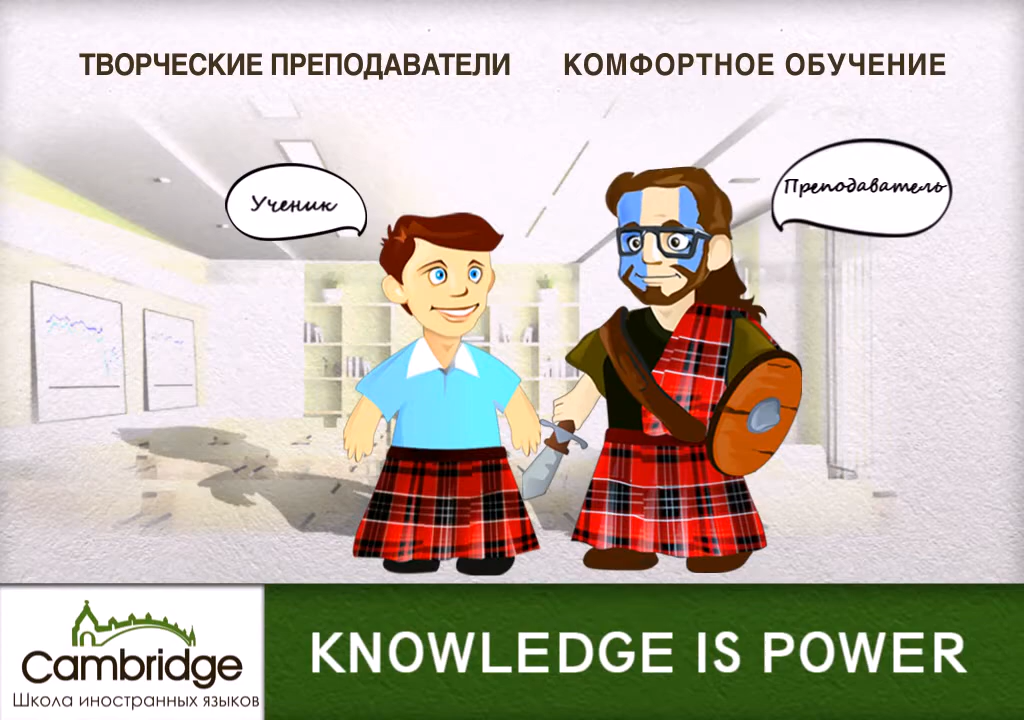 ТВОРЧЕСКИЕ ПРЕПОДАВАТЕЛИ
КОМФОРТНОЕ ОБУЧЕНИЕ
Ученик
Преподаватель
Cambridge
Школа иностранных языков
KNOWLEDGE IS POWER